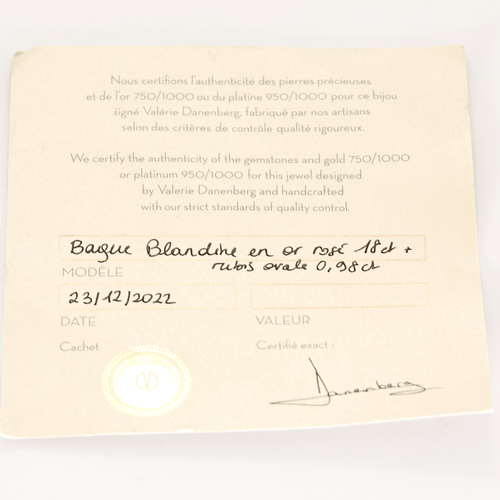 Nous certifions l'authenticité des pierres précieuses
et de l'or 750/1000 ou du platine 950/1000 pour ce bijou
signé Valérie Danenberg, fabriqué par nos artisans
selon des critères de contrôle qualité rigoureux.
We certify the authenticity of the gemstones and gold 750/1000
or platinum 950/1000 for this jewel designed
by Valerie Danenberg and handcrafted
with our strict standards of quality control.
Bague Blandine en or rosé 18ct +
rubis ovale 0,98ct
MODÈLE
23/12/2022
DATE
VALEUR
Cachet
Certifié exact :
Danenberg